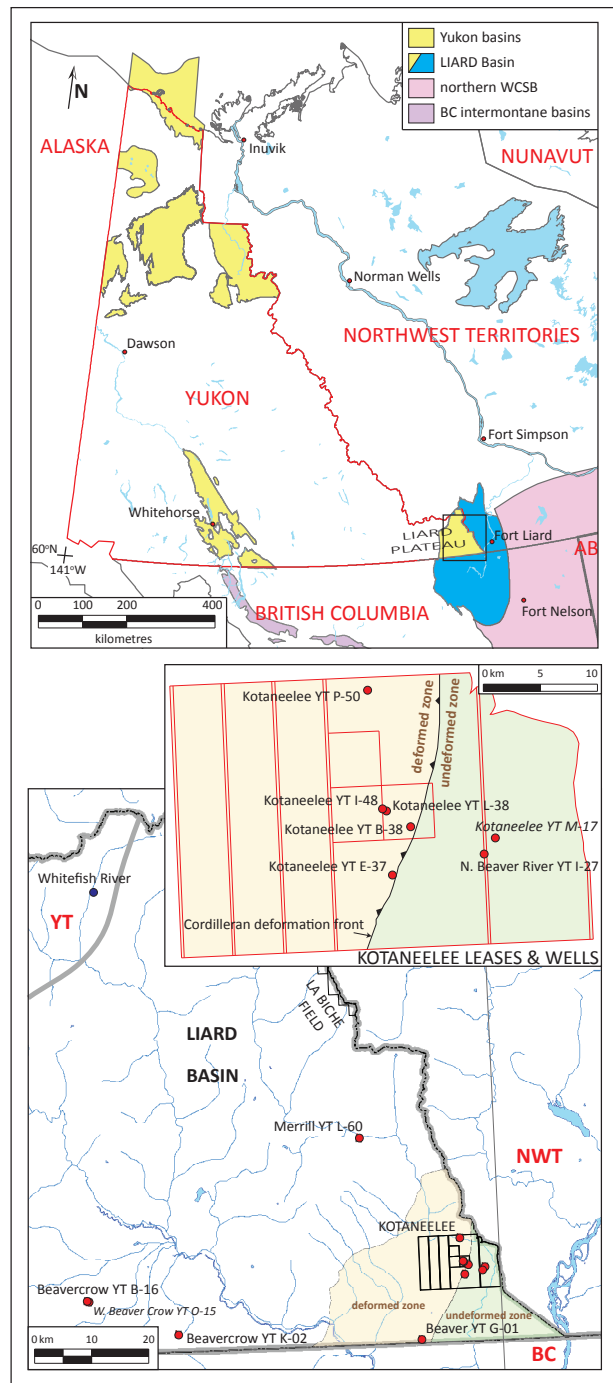 Yukon basins
LIARD Basin
northern WCSB
BC intermontane basins
N
ALASKA
Inuvik
NUNAVUT
Norman Wells
NORTHWEST TERRITORIES
Dawson
YUKON
Fort Simpson
Whitehorse
LIARD
PLATEAU
Fort Liard
60°N
141°W
AB
BRITISH COLUMBIA
Fort Nelson
0 100 200 400
kilometres
0 5 10
km
Kotaneelee YT P-50
deformed zone
undeformed zone
Kotaneelee YT I-48
Kotaneelee YT L-38
Kotaneelee YT B-38
Kotaneelee YT M-17
Kotaneelee YT E-37
N. Beaver River YT I-27
Cordilleran deformation front
KOTANEELEE LEASES & WELLS
Whitefish River
YT
LA BICHE
FIELD
LIARD
BASIN
Merrill YT L-60
NWT
KOTANEELEE
Beavercrow YT B-16
W. Beaver Crow YT O-15
deformed zone
undeformed zone
Beavercrow YT K-02
Beaver YT G-01
0 10 20
km
BC